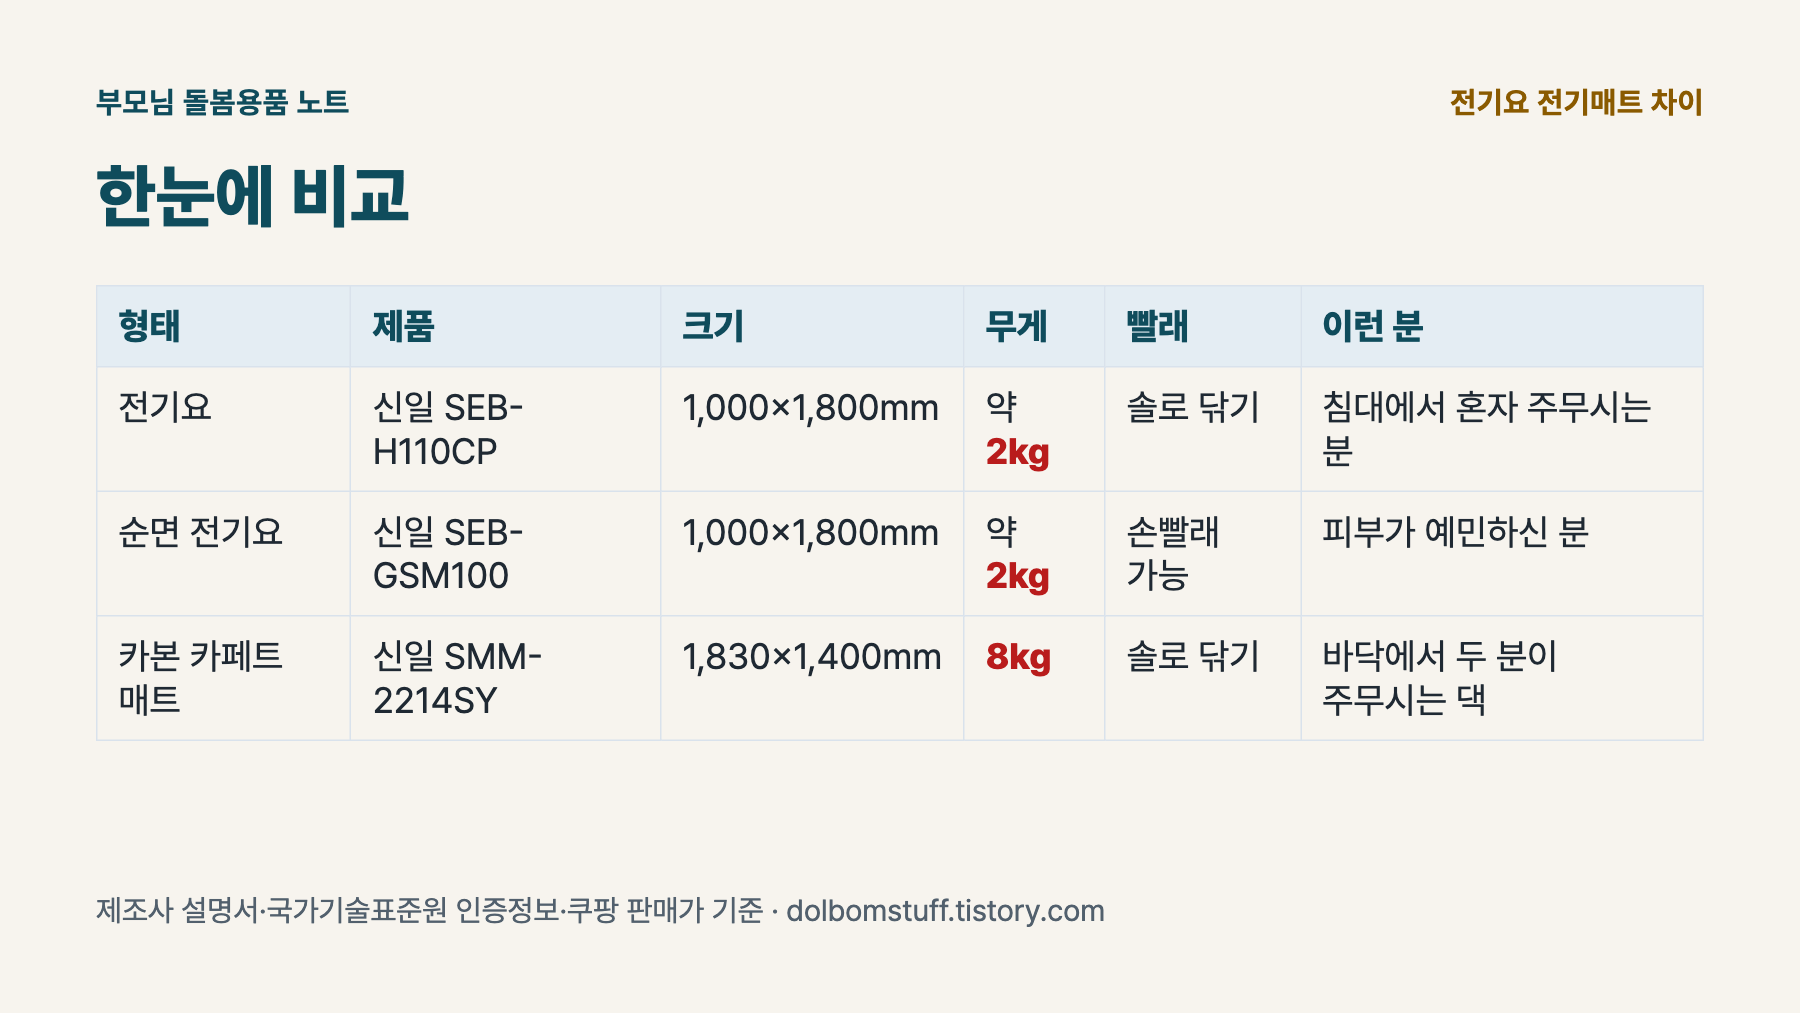 부모님 돌봄용품 노트
전기요 전기매트 차이
한눈에 비교
형태 제품 크기 무게 빨래 이런 분
전기요 신일 SEB- 1,000×1,800mm 약 솔로 닦기 침대에서 혼자 주무시는
H110CP 2kg 분
순면 전기요 신일 SEB- 1,000×1,800mm 약 손빨래 피부가 예민하신 분
GSM100 2kg 가능
카본 카페트 신일 SMM- 1,830×1,400mm 8kg 솔로 닦기 바닥에서 두 분이
매트 2214SY 주무시는 댁
제조사 설명서·국가기술표준원 인증정보·쿠팡 판매가 기준 · dolbomstuff.tistory.com